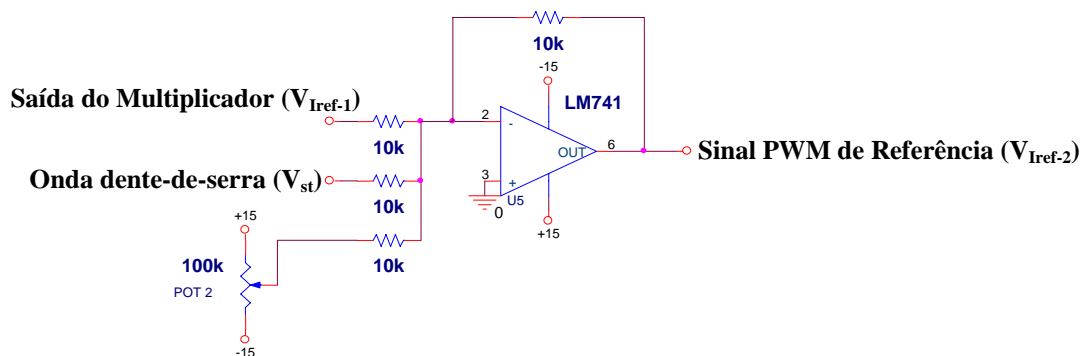 10k
-15
LM741
Saída do Multiplicador (VIref-1)
2
-
10k
OUT
6
Sinal PWM de Referência (VIref-2)
Onda dente-de-serra (Vst)
3
+
U5
0
10k
+15
+15
10k
100k
POT 2
-15